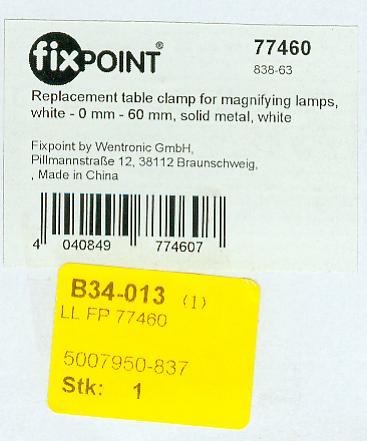 fixPOINT®
77460
838-63
Replacement table clamp for magnifying lamps,
white - 0 mm - 60 mm, solid metal, white
Fixpoint by Wentronic GmbH,
Pillmannstraße 12, 38112 Braunschweig,
, Made in China
4 040849 774607
B34-013 (1)
LL FP 77460
5007950-837
Stk: 1